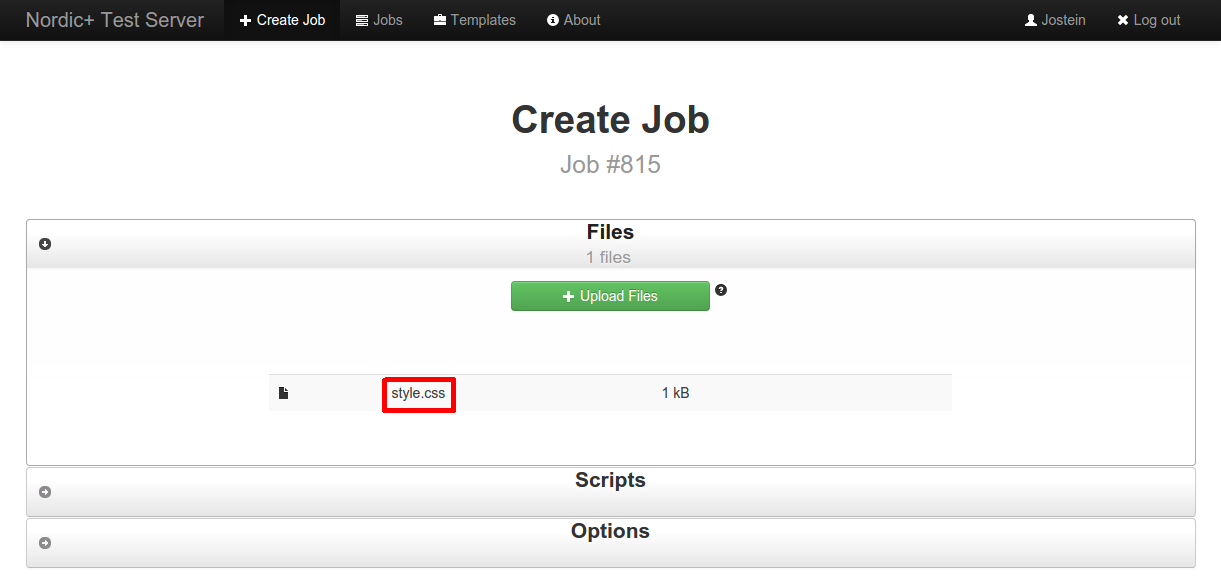 Nordic+ Test Server Create Job Jobs Templates About Jostein Log out
Create Job
Job #815
Files
1 files
Upload Files
style.css 1 kB
Scripts
Options